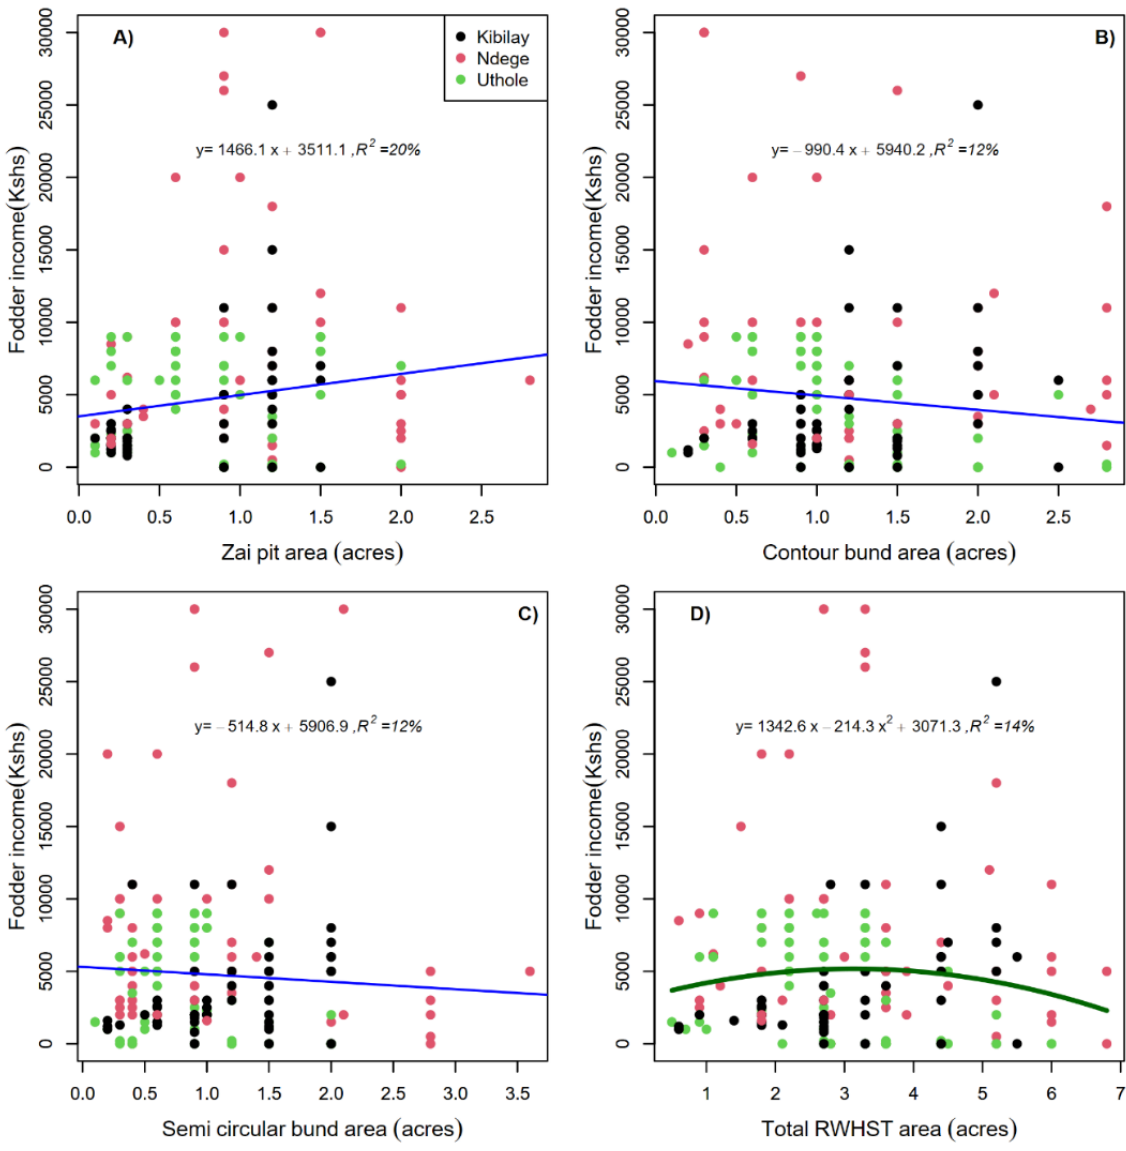 A)
Kibilay
Ndege
Uthole
y= 1466.1 x + 3511.1 ,R² =20%
Fodder income(Kshs)
0 5000 10000 15000 20000 25000 30000
0.0 0.5 1.0 1.5 2.0 2.5
Zai pit area (acres)
B)
y= −990.4 x + 5940.2 ,R² =12%
Fodder income(Kshs)
0 5000 10000 15000 20000 25000 30000
0.0 0.5 1.0 1.5 2.0 2.5
Contour bund area (acres)
C)
y= −514.8 x + 5906.9 ,R² =12%
Fodder income(Kshs)
0 5000 10000 15000 20000 25000 30000
0.0 0.5 1.0 1.5 2.0 2.5 3.0 3.5
Semi circular bund area (acres)
D)
y= 1342.6 x − 214.3 x² + 3071.3 ,R² =14%
Fodder income(Kshs)
0 5000 10000 15000 20000 25000 30000
1 2 3 4 5 6 7
Total RWHST area (acres)